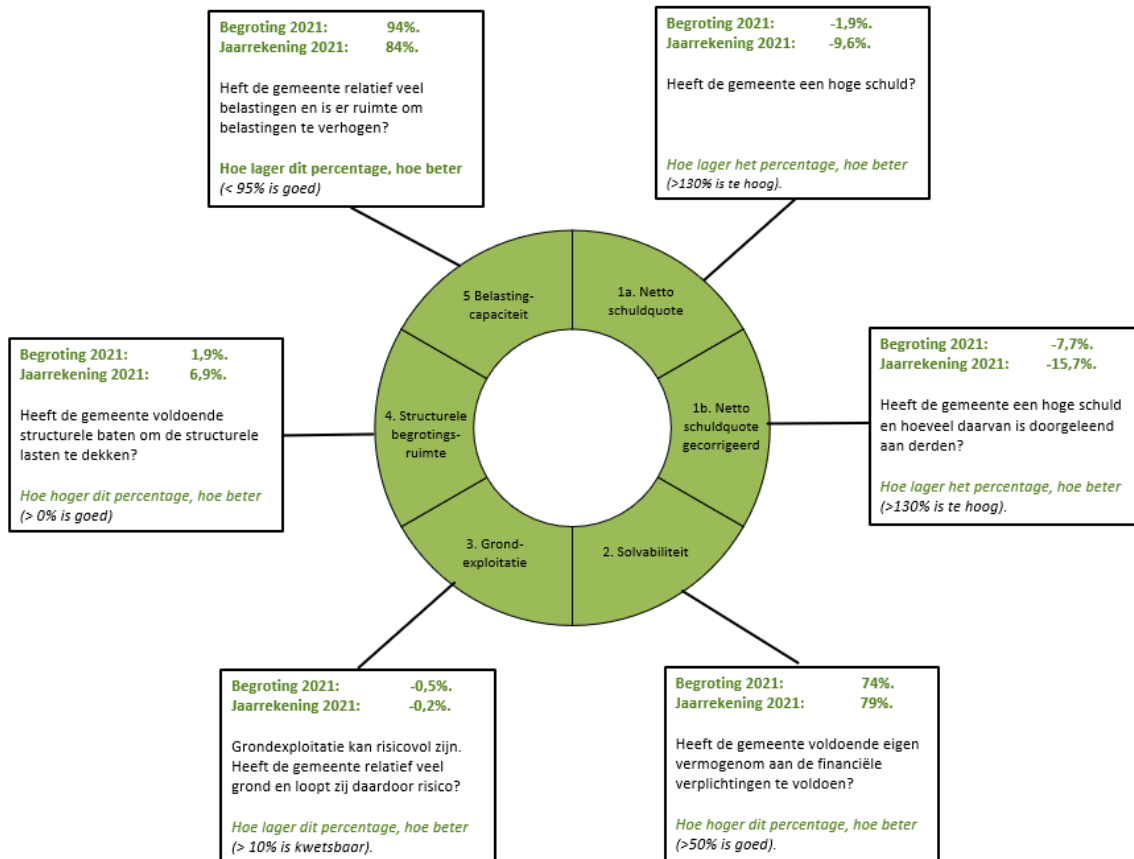 Begroting 2021: 94%.
Jaarrekening 2021: 84%.
Heft de gemeente relatief veel
belastingen en is er ruimte om
belastingen te verhogen?
Hoe lager dit percentage, hoe beter
(< 95% is goed)
Begroting 2021: -1,9%.
Jaarrekening 2021: -9,6%.
Heeft de gemeente een hoge schuld?
Hoe lager het percentage, hoe beter
(>130% is te hoog).
5 Belasting-
capaciteit
1a. Netto
schuldquote
Begroting 2021: 1,9%.
Jaarrekening 2021: 6,9%.
Heeft de gemeente voldoende
structurele baten om de structurele
lasten te dekken?
Hoe hoger dit percentage, hoe beter
(> 0% is goed)
4. Structurele
begrotings-
ruimte
1b. Netto
schuldquote
gecorrigeerd
Begroting 2021: -7,7%.
Jaarrekening 2021: -15,7%.
Heeft de gemeente een hoge schuld
en hoeveel daarvan is doorgeleend
aan derden?
Hoe lager het percentage, hoe beter
(>130% is te hoog).
3. Grond-
exploitatie
2. Solvabiliteit
Begroting 2021: -0,5%.
Jaarrekening 2021: -0,2%.
Grondexploitatie kan risicovol zijn.
Heeft de gemeente relatief veel
grond en loopt zij daardoor risico?
Hoe lager dit percentage, hoe beter
(> 10% is kwetsbaar).
Begroting 2021: 74%.
Jaarrekening 2021: 79%.
Heeft de gemeente voldoende eigen
vermogenom aan de financiële
verplichtingen te voldoen?
Hoe hoger dit percentage, hoe beter
(>50% is goed).